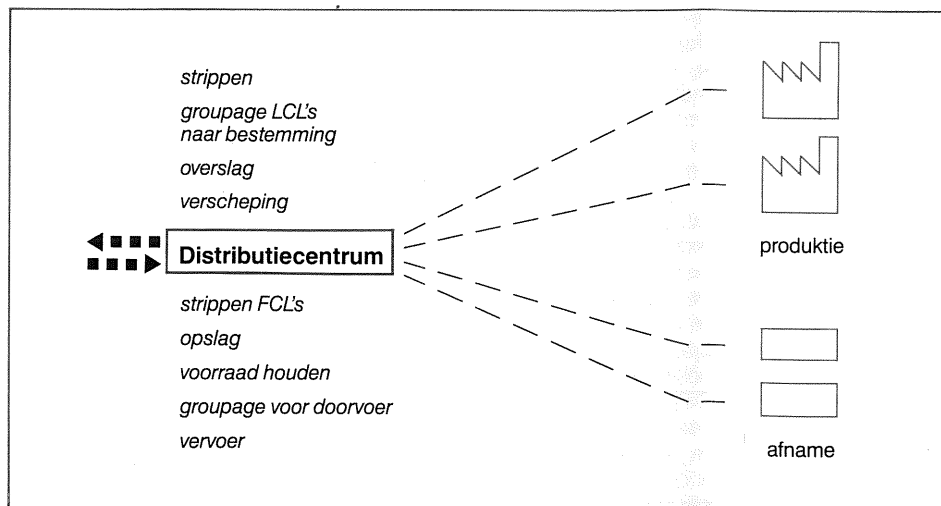 strippen
groupage LCL's
naar bestemming
overslag
verscheping
Distributiecentrum
strippen FCL's
opslag
voorraad houden
groupage voor doorvoer
vervoer
produktie
afname